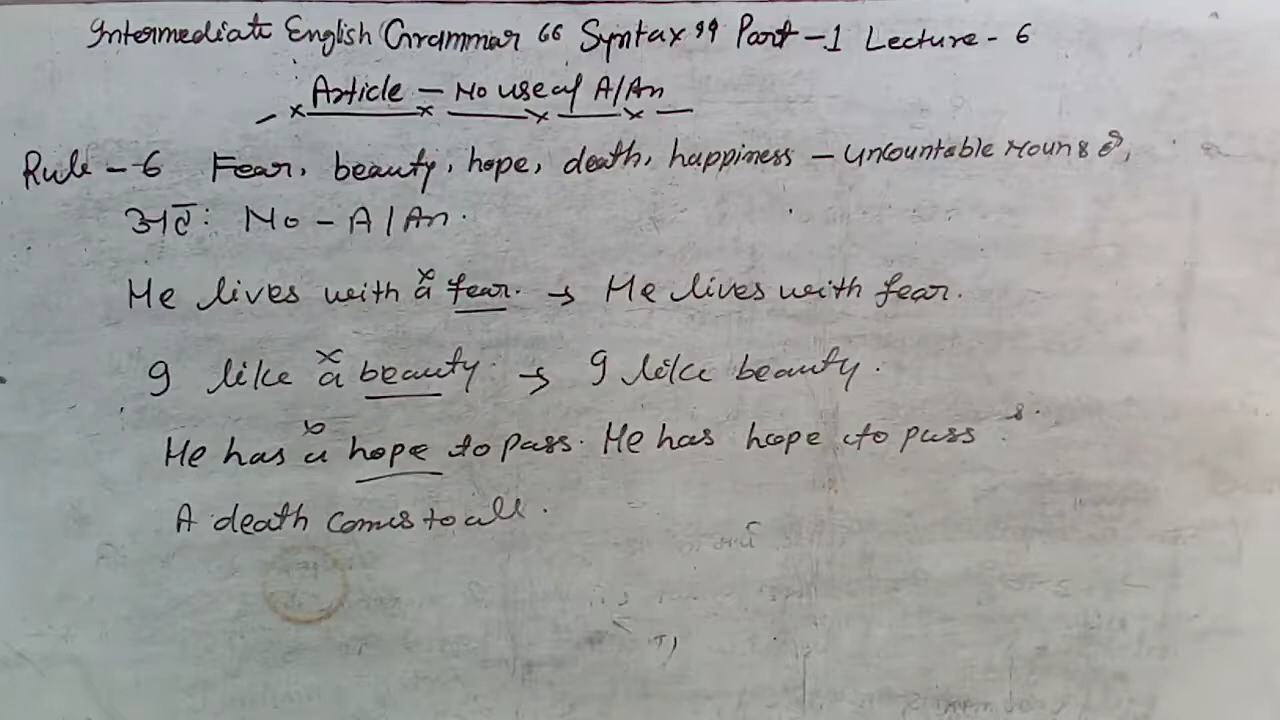 Intermediate English Grammar "Syntax" Part-1 Lecture-6
Article - No use of A/An
Rule-6 Fear, beauty, hope, death, happiness - Uncountable Nouns हैं,
अतः No-A/An.
He lives with a fear. → He lives with fear.
I like a beauty. → I like beauty.
He has a hope to pass. He has hope to pass
A death comes to all.